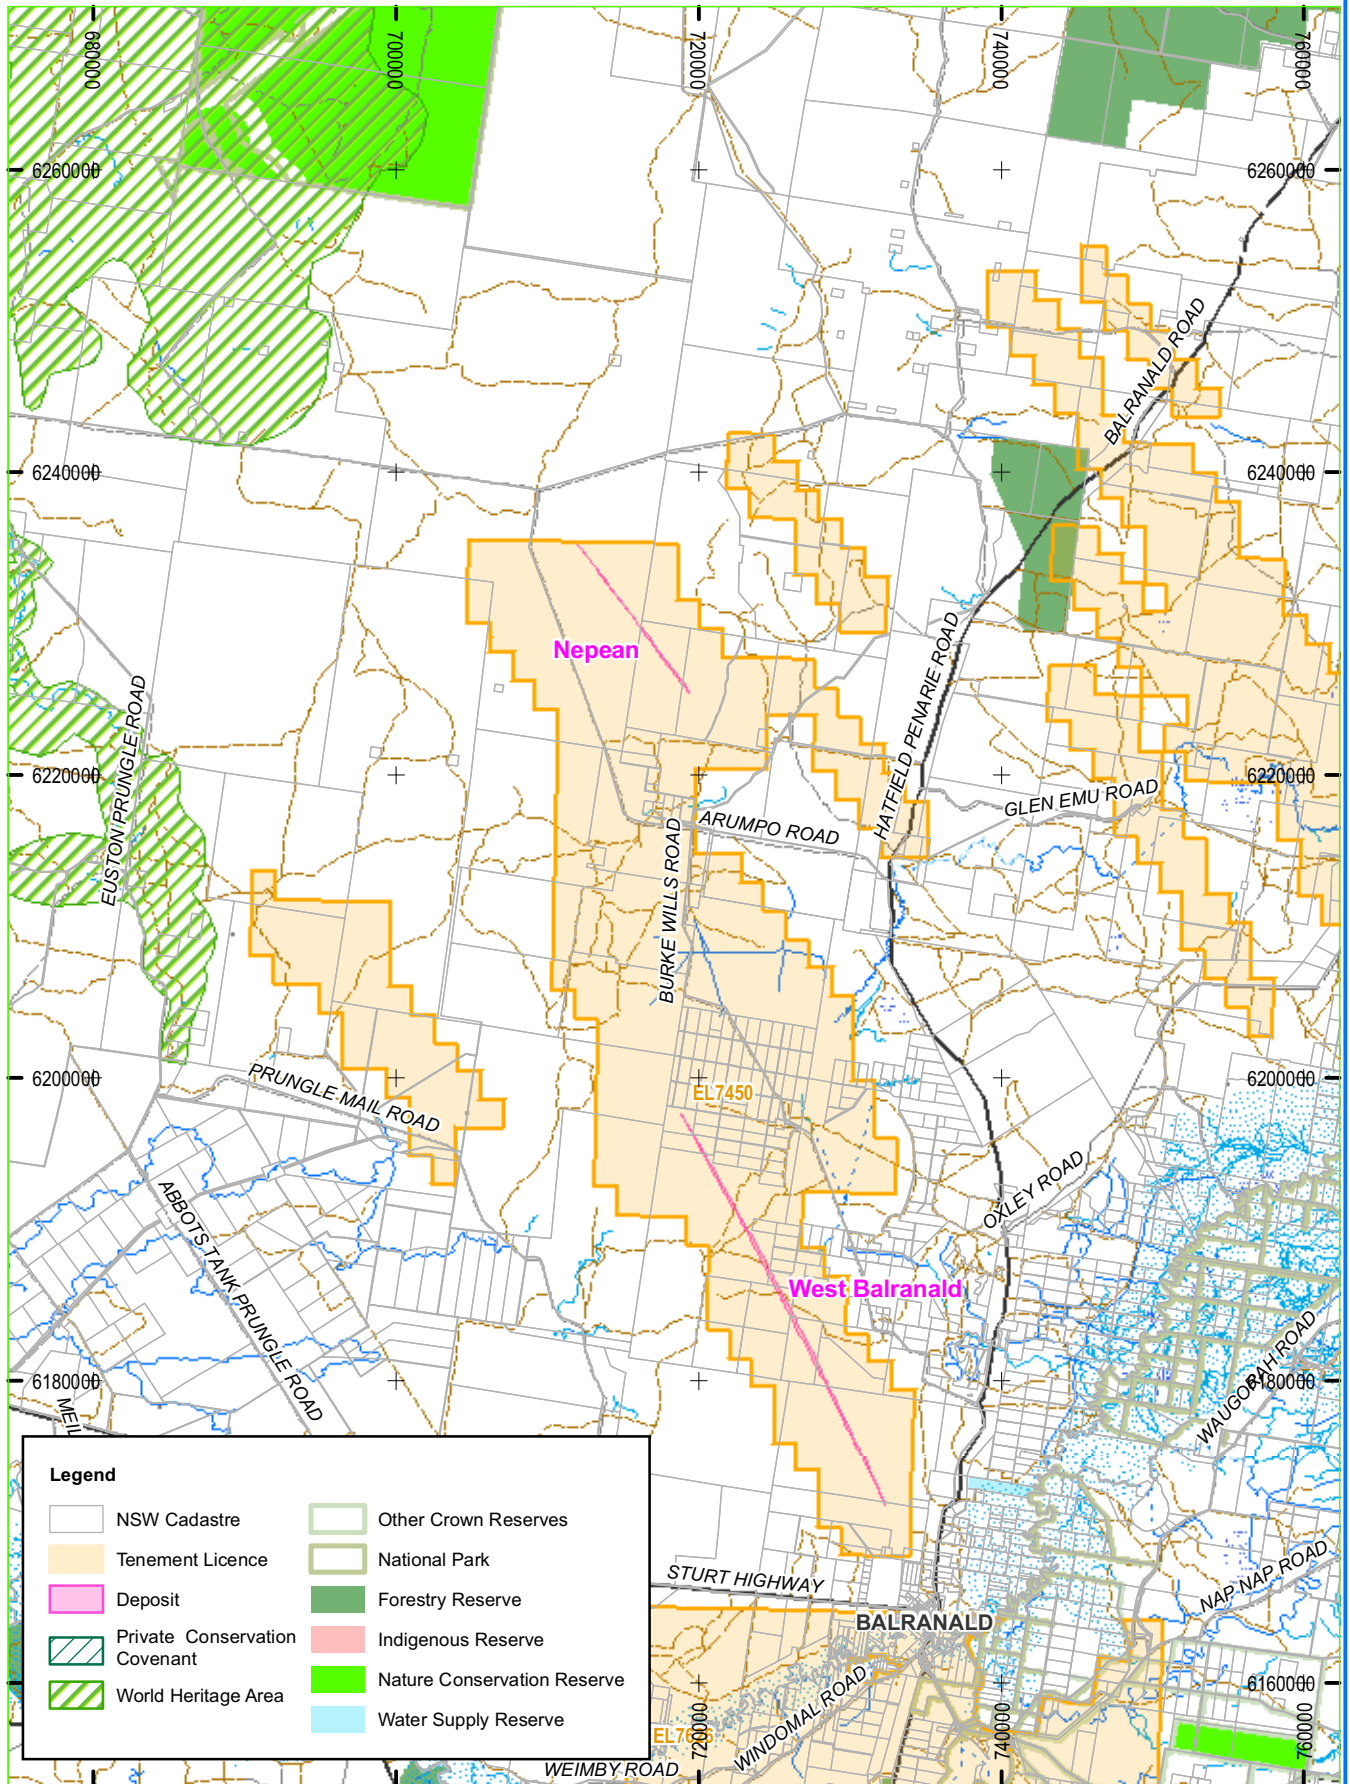 680000
700000
720000
740000
760000
6260000
6260000
BALRANALD ROAD
6240000
6240000
Nepean
HATFIELD PENARIE ROAD
EUSTON PRUNGLE ROAD
6220000
6220000
GLEN EMU ROAD
ARUMPO ROAD
BURKE WILLS ROAD
6200000
6200000
PRUNGLE MAIL ROAD
EL7450
OXLEY ROAD
ABBOTS TANK PRUNGLE ROAD
West Balranald
WAUGORAH ROAD
6180000
6180000
MEIL
Legend
NSW Cadastre
Tenement Licence
Deposit
Private Conservation
Covenant
World Heritage Area
Other Crown Reserves
National Park
Forestry Reserve
Indigenous Reserve
Nature Conservation Reserve
Water Supply Reserve
STURT HIGHWAY
NAP NAP ROAD
BALRANALD
6160000
WINDOMAL ROAD
720000
740000
760000
WEIMBY ROAD